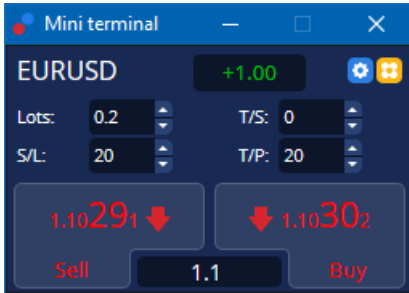 Mini terminal
EURUSD +1.00
Lots: 0.2 T/S: 0
S/L: 20 T/P: 20
1.10291 1.10302
Sell 1.1 Buy